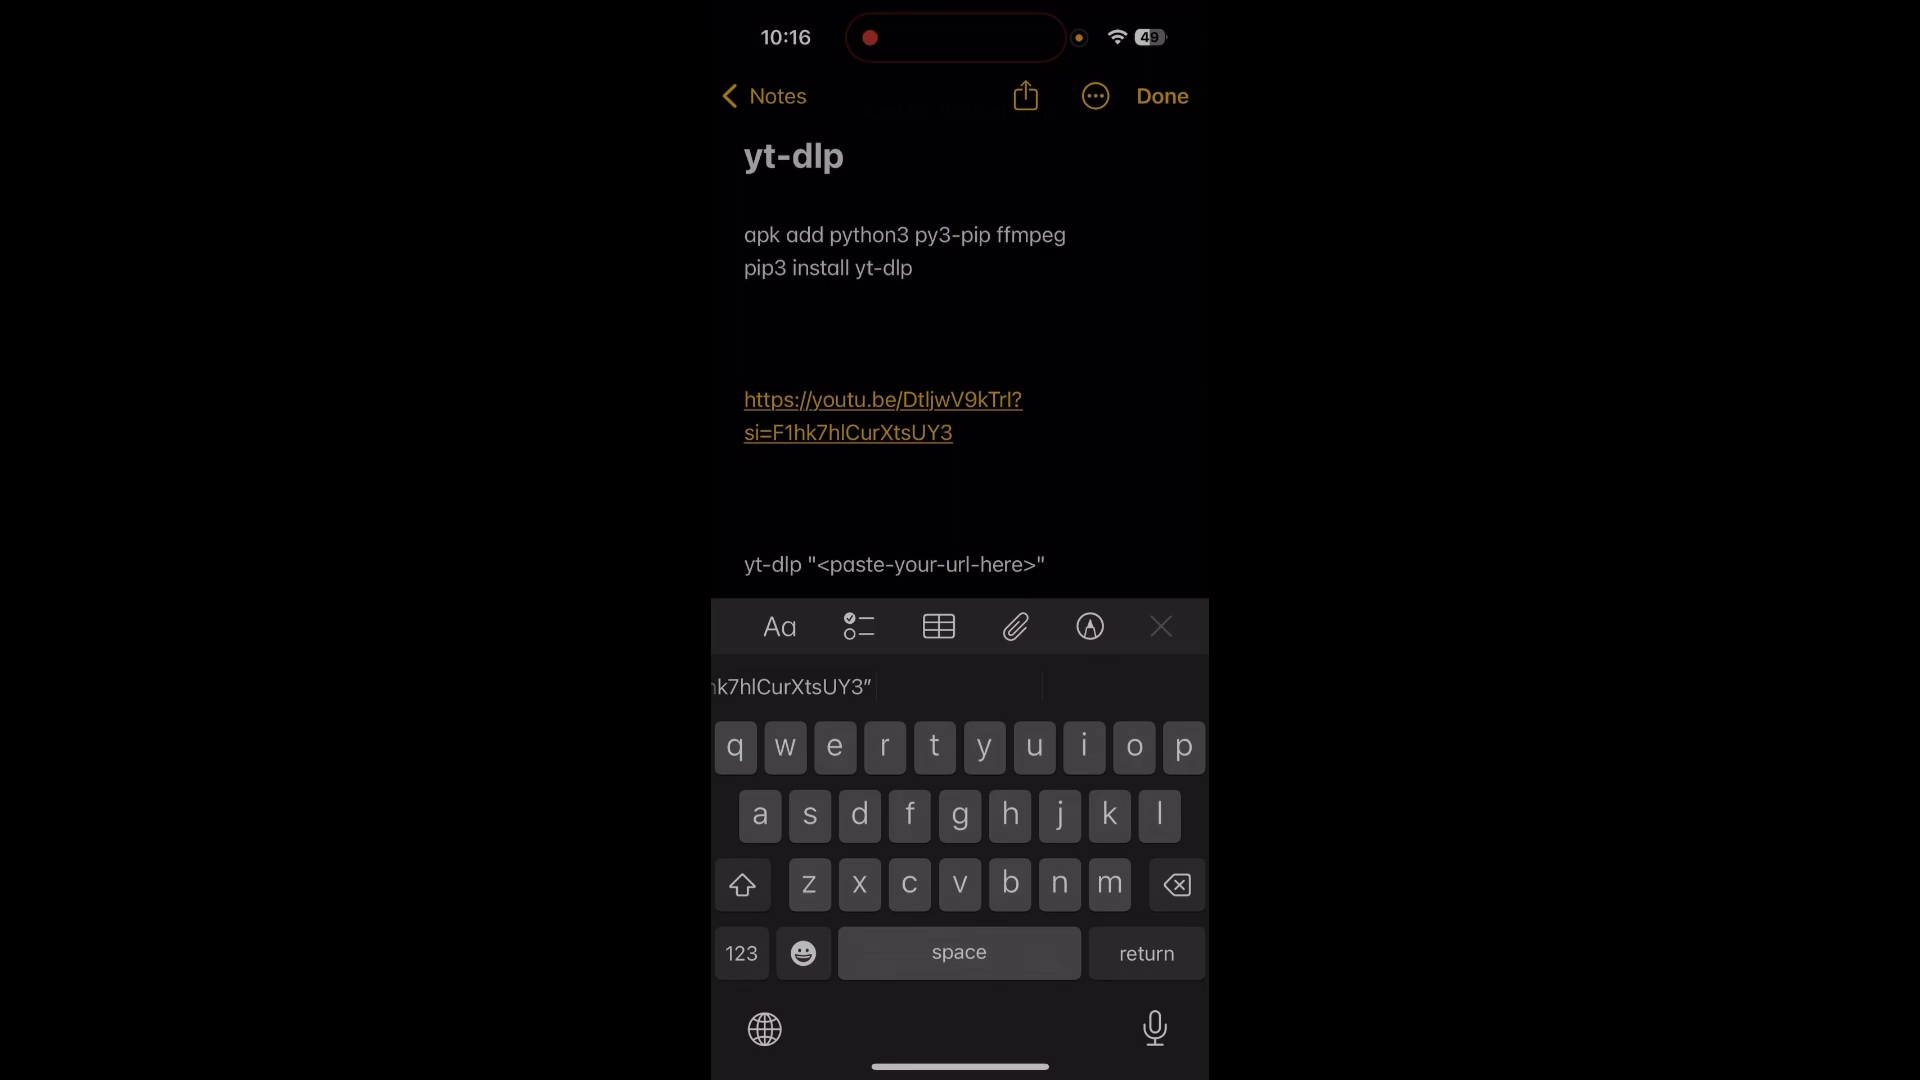 10:16
49
Notes
Done
yt-dlp
apk add python3 py3-pip ffmpeg
pip3 install yt-dlp
https://youtu.be/DtljwV9kTrI?
si=F1hk7hlCurXtsUY3
yt-dlp "<paste-your-url-here>"
Aa
hk7hlCurXtsUY3”
q w e r t y u i o p
a s d f g h j k l
z x c v b n m
123
space
return